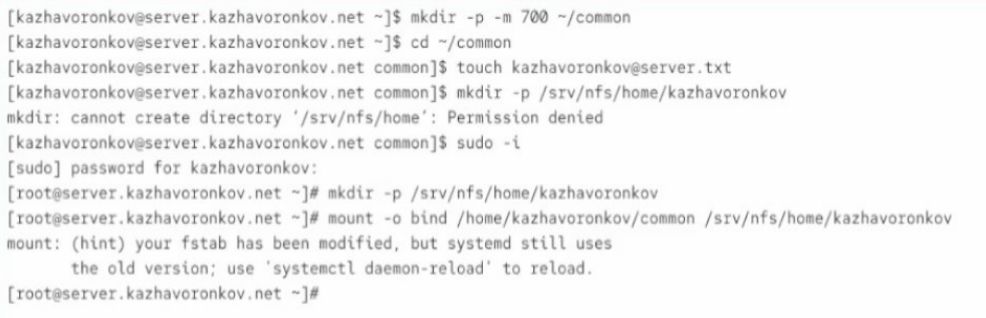 [kazhavoronkov@server.kazhavoronkov.net ~]$ mkdir -p -m 700 ~/common
[kazhavoronkov@server.kazhavoronkov.net ~]$ cd ~/common
[kazhavoronkov@server.kazhavoronkov.net common]$ touch kazhavoronkov@server.txt
[kazhavoronkov@server.kazhavoronkov.net common]$ mkdir -p /srv/nfs/home/kazhavoronkov
mkdir: cannot create directory '/srv/nfs/home': Permission denied
[kazhavoronkov@server.kazhavoronkov.net common]$ sudo -i
[sudo] password for kazhavoronkov:
[root@server.kazhavoronkov.net ~]# mkdir -p /srv/nfs/home/kazhavoronkov
[root@server.kazhavoronkov.net ~]# mount -o bind /home/kazhavoronkov/common /srv/nfs/home/kazhavoronkov
mount: (hint) your fstab has been modified, but systemd still uses
       the old version; use 'systemctl daemon-reload' to reload.
[root@server.kazhavoronkov.net ~]#